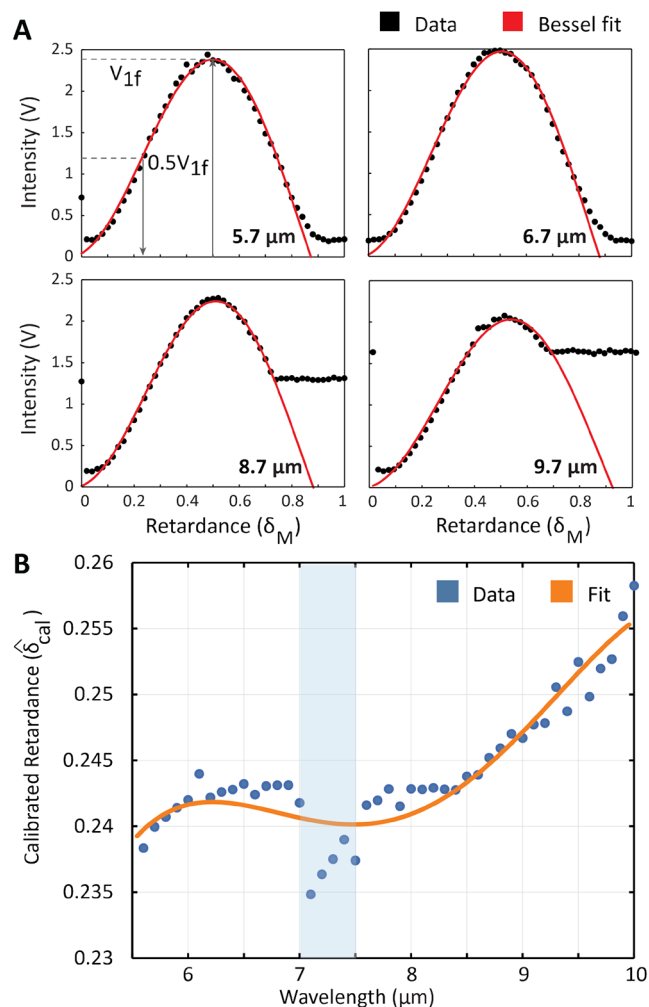 A
Data
Bessel fit
2.5
2
1.5
1
0.5
0
Intensity (V)
V1f
0.5V1f
5.7 µm
6.7 µm
2.5
2
1.5
1
0.5
0
Intensity (V)
8.7 µm
9.7 µm
0 0.2 0.4 0.6 0.8 1
0 0.2 0.4 0.6 0.8 1
Retardance (δM)
Retardance (δM)
B
0.26
0.25
0.245
0.24
0.235
0.23
Calibrated Retardance (δ̂cal)
Data
Fit
6 7 8 9 10
Wavelength (µm)